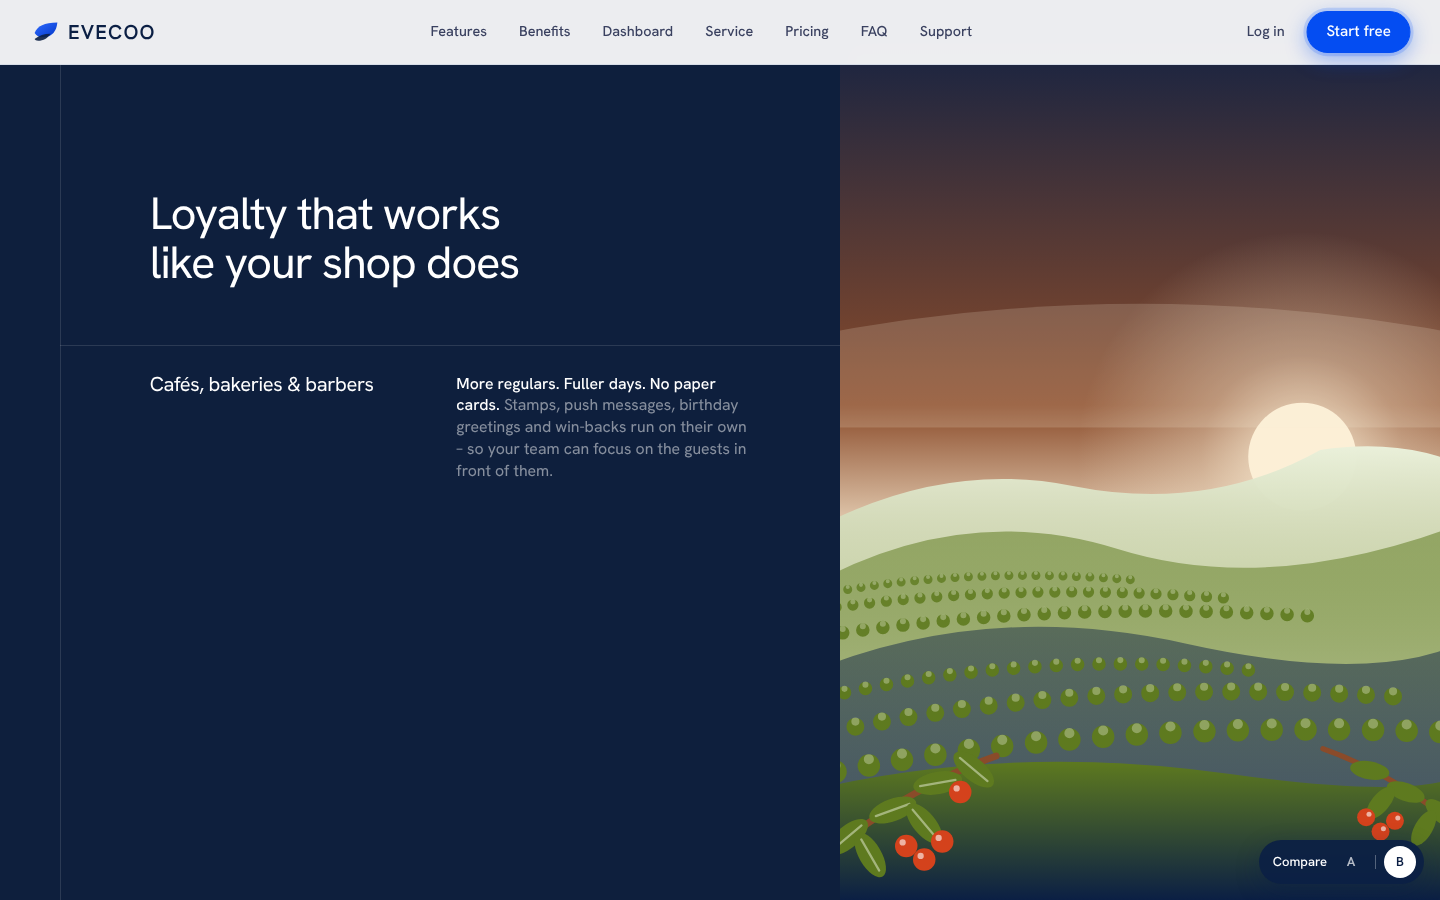 EVECOO
Features
Benefits
Dashboard
Service
Pricing
FAQ
Support
Log in
Start free
Loyalty that works
like your shop does
Cafés, bakeries & barbers
More regulars. Fuller days. No paper
cards. Stamps, push messages, birthday
greetings and win-backs run on their own
– so your team can focus on the guests in
front of them.
Compare
A
B